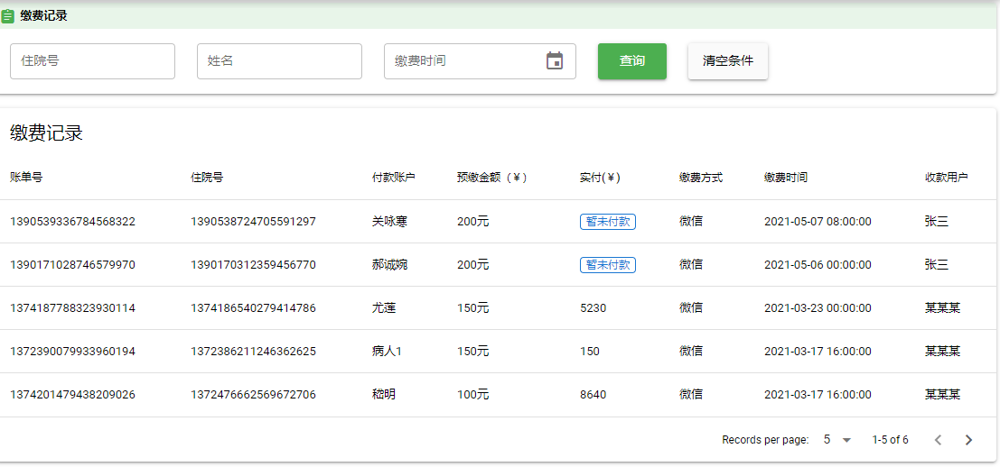 缴费记录
住院号 姓名 缴费时间 查询 清空条件
缴费记录
账单号 住院号 付款账户 预缴金额（￥） 实付(￥) 缴费方式 缴费时间 收款用户
1390539336784568322 1390538724705591297 关咏寒 200元 暂未付款 微信 2021-05-07 08:00:00 张三
1390171028746579970 1390170312359456770 郝诚婉 200元 暂未付款 微信 2021-05-06 00:00:00 张三
1374187788323930114 1374186540279414786 尤莲 150元 5230 微信 2021-03-23 00:00:00 某某某
1372390079933960194 1372386211246362625 病人1 150元 150 微信 2021-03-17 16:00:00 某某某
1374201479438209026 1372476662569672706 嵇明 100元 8640 微信 2021-03-17 16:00:00 某某某
Records per page: 5 1-5 of 6